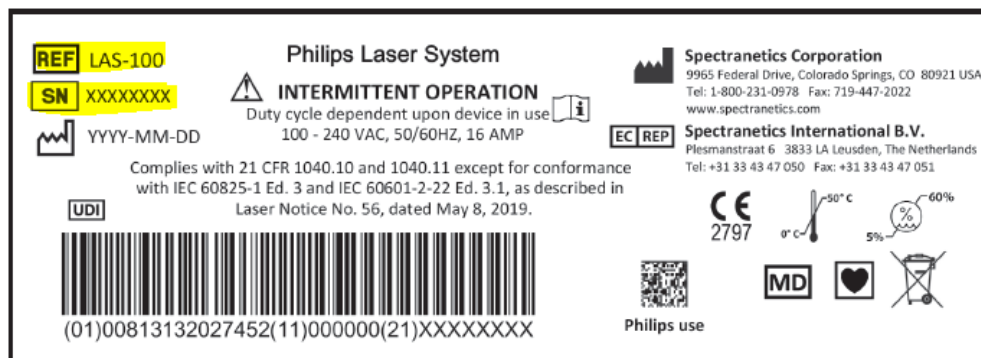 REF LAS-100
SN XXXXXXXX
YYYY-MM-DD
Philips Laser System
INTERMITTENT OPERATION
Duty cycle dependent upon device in use
100 - 240 VAC, 50/60HZ, 16 AMP
Complies with 21 CFR 1040.10 and 1040.11 except for conformance
with IEC 60825-1 Ed. 3 and IEC 60601-2-22 Ed. 3.1, as described in
Laser Notice No. 56, dated May 8, 2019.
UDI
(01)00813132027452(11)000000(21)XXXXXXXX
Spectranetics Corporation
9965 Federal Drive, Colorado Springs, CO 80921 USA
Tel: 1-800-231-0978 Fax: 719-447-2022
www.spectranetics.com
EC REP
Spectranetics International B.V.
Plesmanstraat 6 3833 LA Leusden, The Netherlands
Tel: +31 33 43 47 050 Fax: +31 33 43 47 051
CE
2797
50° C
0° C
60%
%
5%
Philips use
MD